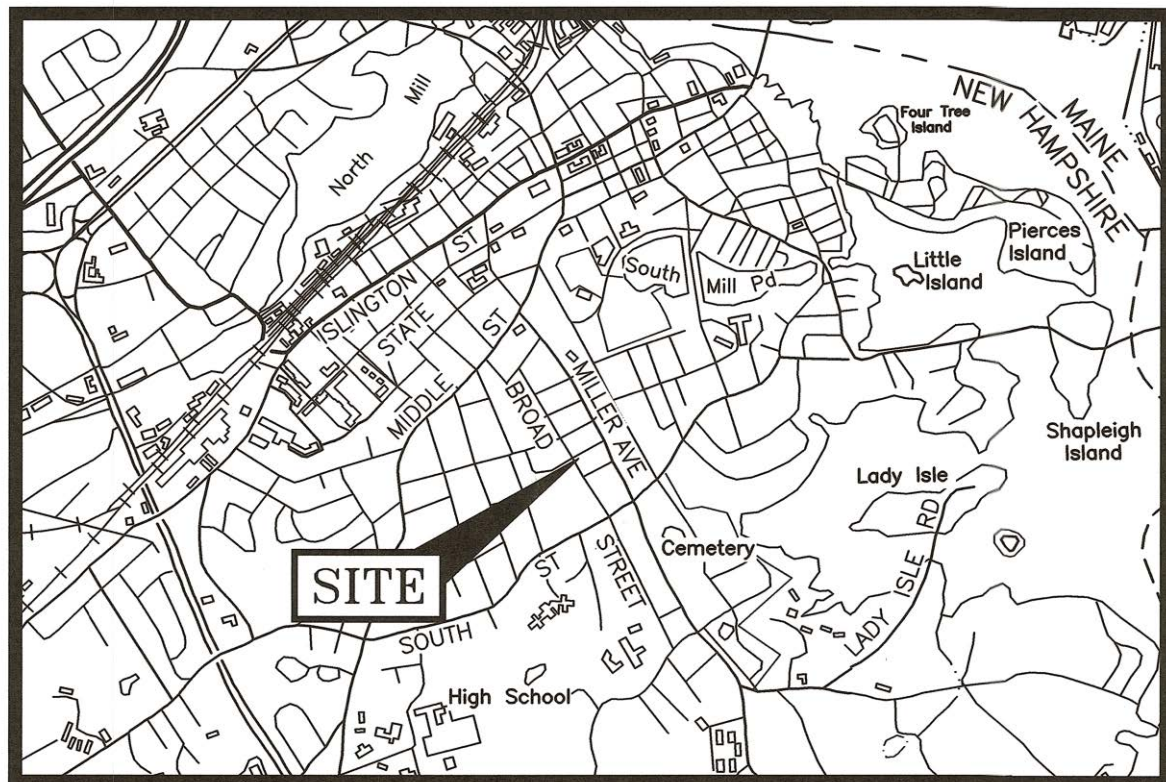 NEW HAMPSHIRE
MAINE
Four Tree
Island
North Mill
Pierces
Island
Little
Island
South Mill Pd
ISLINGTON ST
STATE
MIDDLE ST
BROAD STREET
MILLER AVE
Shapleigh
Island
Lady Isle
LADY ISLE RD
Cemetery
SITE
SOUTH ST
High School